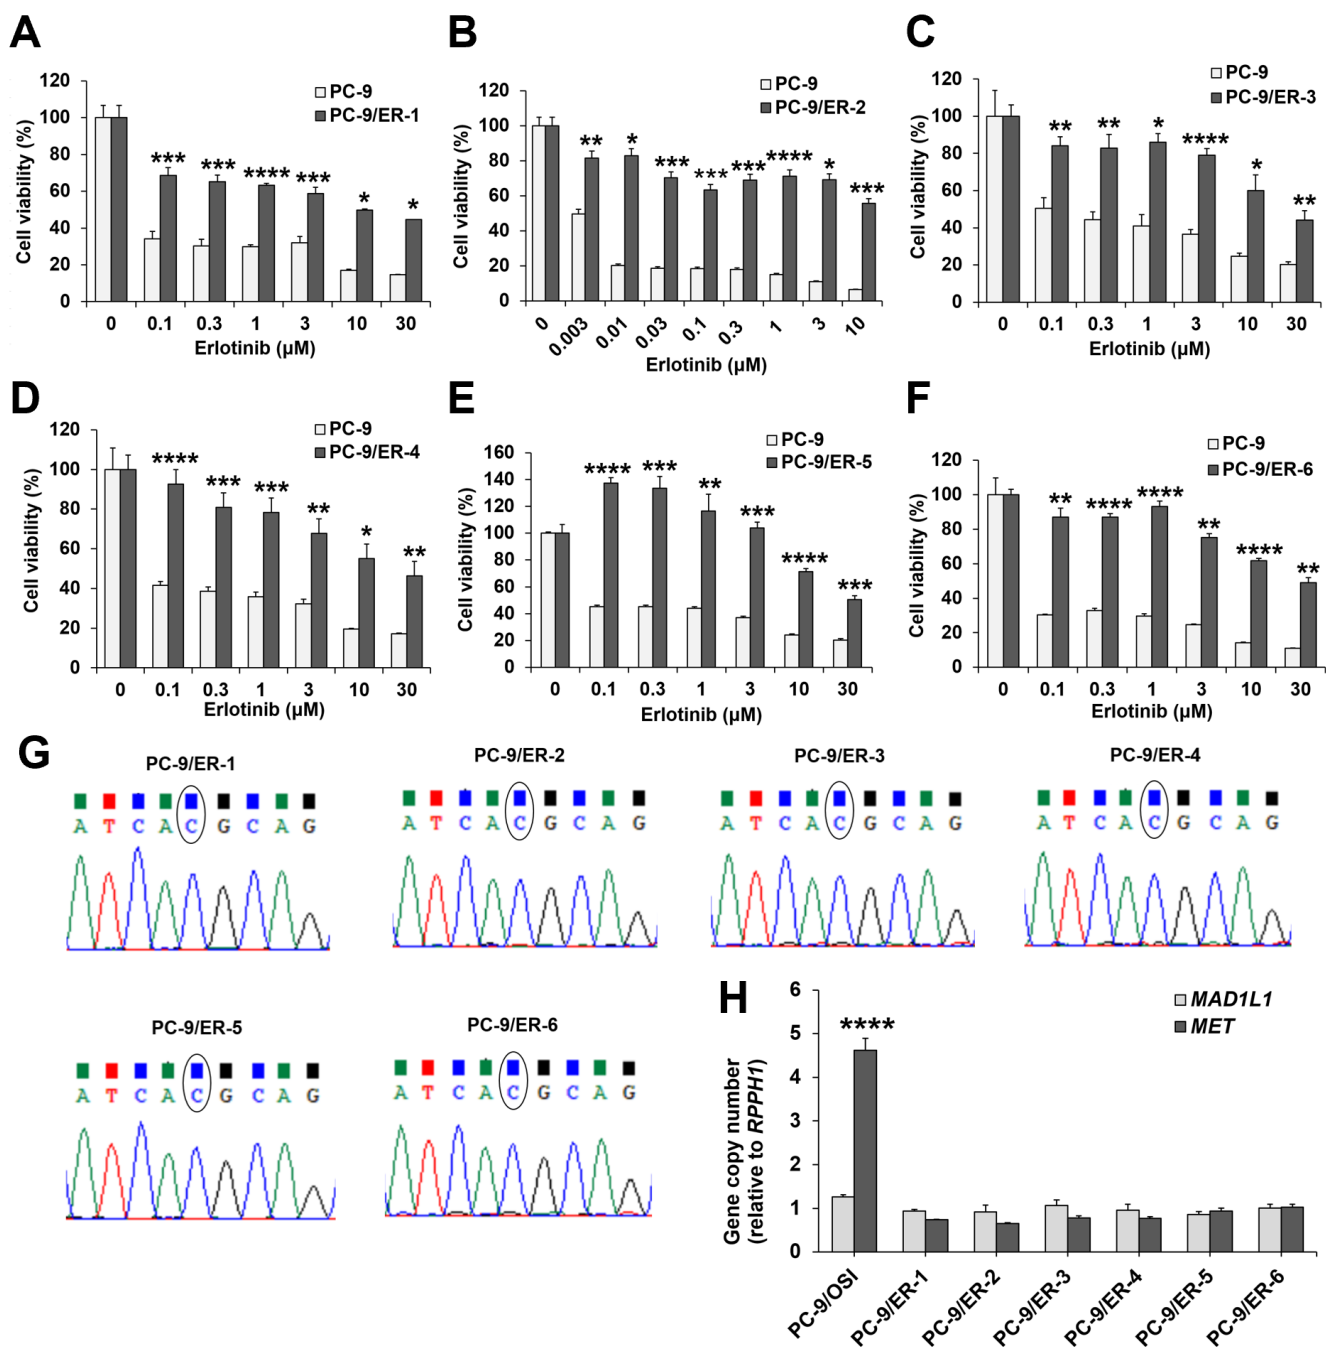 A
PC-9
PC-9/ER-1
Cell viability (%)
120
100
80
60
40
20
0
*** *** **** *** * *
0 0.1 0.3 1 3 10 30
Erlotinib (µM)
B
PC-9
PC-9/ER-2
Cell viability (%)
120
100
80
60
40
20
0
** * *** *** *** **** * ***
0 0.003 0.01 0.03 0.1 0.3 1 3 10
Erlotinib (µM)
C
PC-9
PC-9/ER-3
Cell viability (%)
120
100
80
60
40
20
0
** ** * **** * **
0 0.1 0.3 1 3 10 30
Erlotinib (µM)
D
PC-9
PC-9/ER-4
Cell viability (%)
120
100
80
60
40
20
0
**** *** *** ** * **
0 0.1 0.3 1 3 10 30
Erlotinib (µM)
E
PC-9
PC-9/ER-5
Cell viability (%)
160
140
120
100
80
60
40
20
0
**** *** ** *** **** ***
0 0.1 0.3 1 3 10 30
Erlotinib (µM)
F
PC-9
PC-9/ER-6
Cell viability (%)
120
100
80
60
40
20
0
** **** **** ** **** **
0 0.1 0.3 1 3 10 30
Erlotinib (µM)
G
PC-9/ER-1
A T C A C G C A G
PC-9/ER-2
A T C A C G C A G
PC-9/ER-3
A T C A C G C A G
PC-9/ER-4
A T C A C G C A G
PC-9/ER-5
A T C A C G C A G
PC-9/ER-6
A T C A C G C A G
H
MAD1L1
MET
Gene copy number
(relative to RPPH1)
6
5
4
3
2
1
0
****
PC-9/OSI PC-9/ER-1 PC-9/ER-2 PC-9/ER-3 PC-9/ER-4 PC-9/ER-5 PC-9/ER-6